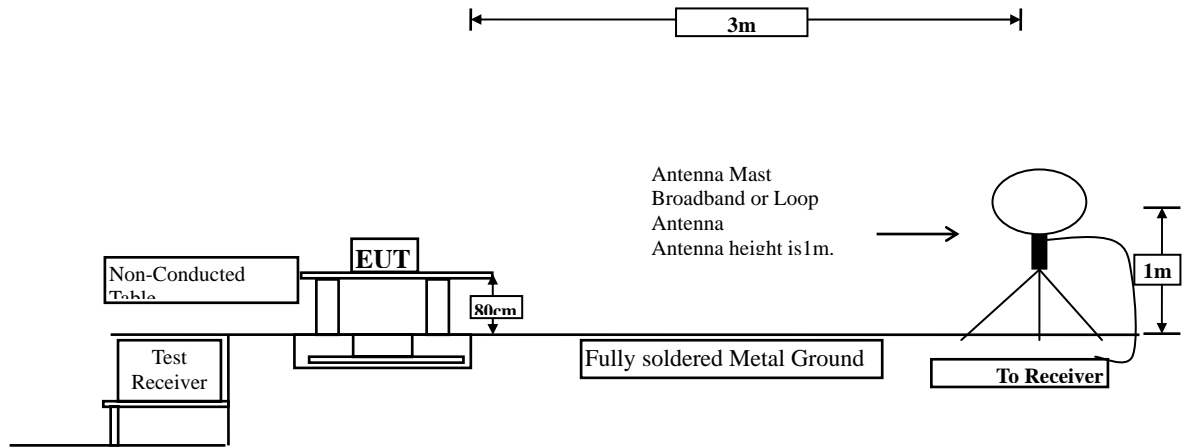 3m
Antenna Mast
Broadband or Loop
Antenna
Antenna height is1m.
EUT
Non-Conducted
Table
80cm
1m
Test
Receiver
Fully soldered Metal Ground
To Receiver